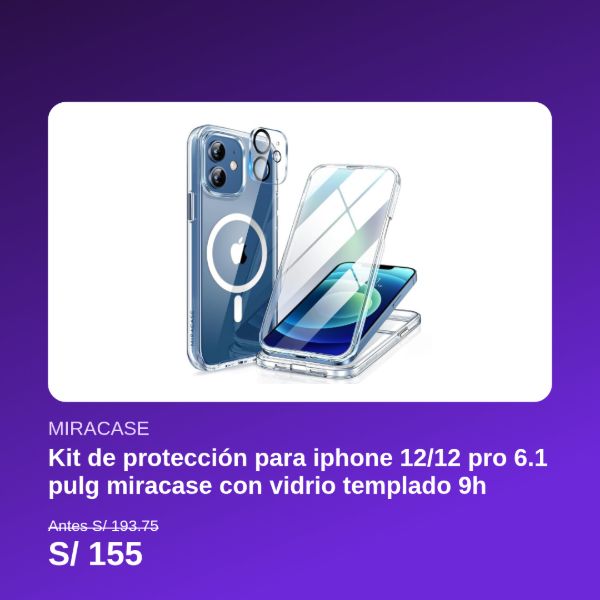 MIRACASE
MIRACASE
Kit de protección para iphone 12/12 pro 6.1
pulg miracase con vidrio templado 9h
Antes S/ 193.75
S/ 155